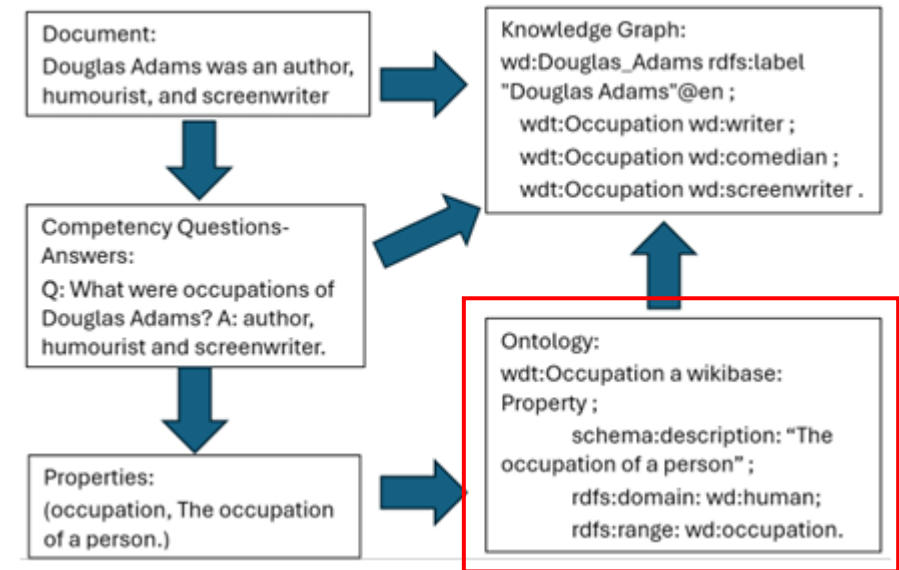 Document:
Douglas Adams was an author,
humourist, and screenwriter
Knowledge Graph:
wd:Douglas_Adams rdfs:label
"Douglas Adams"@en ;
wdt:Occupation wd:writer ;
wdt:Occupation wd:comedian ;
wdt:Occupation wd:screenwriter .
Competency Questions-
Answers:
Q: What were occupations of
Douglas Adams? A: author,
humourist and screenwriter.
Properties:
(occupation, The occupation
of a person.)
Ontology:
wdt:Occupation a wikibase:
Property ;
schema:description: “The
occupation of a person” ;
rdfs:domain: wd:human;
rdfs:range: wd:occupation.